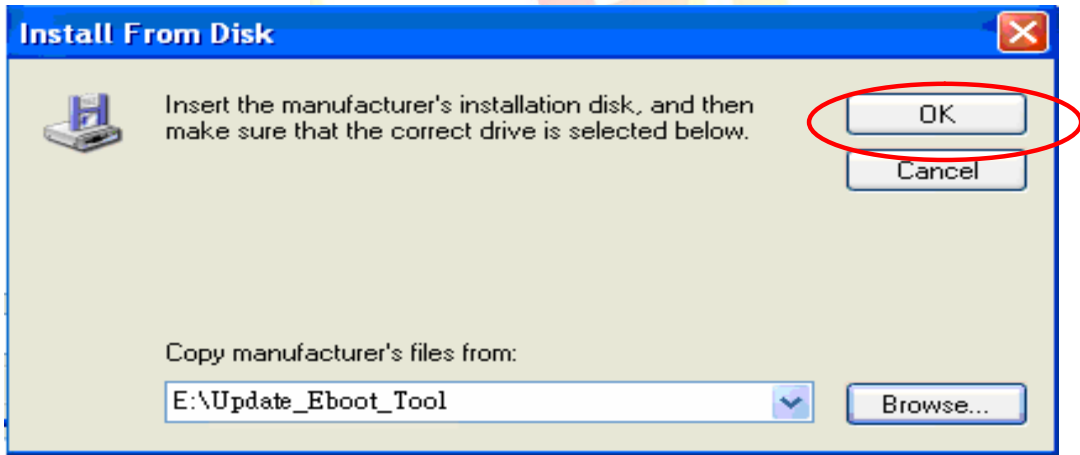 Install From Disk
Insert the manufacturer's installation disk, and then
make sure that the correct drive is selected below.
OK
Cancel
Copy manufacturer's files from:
E:\Update_Eboot_Tool
Browse...